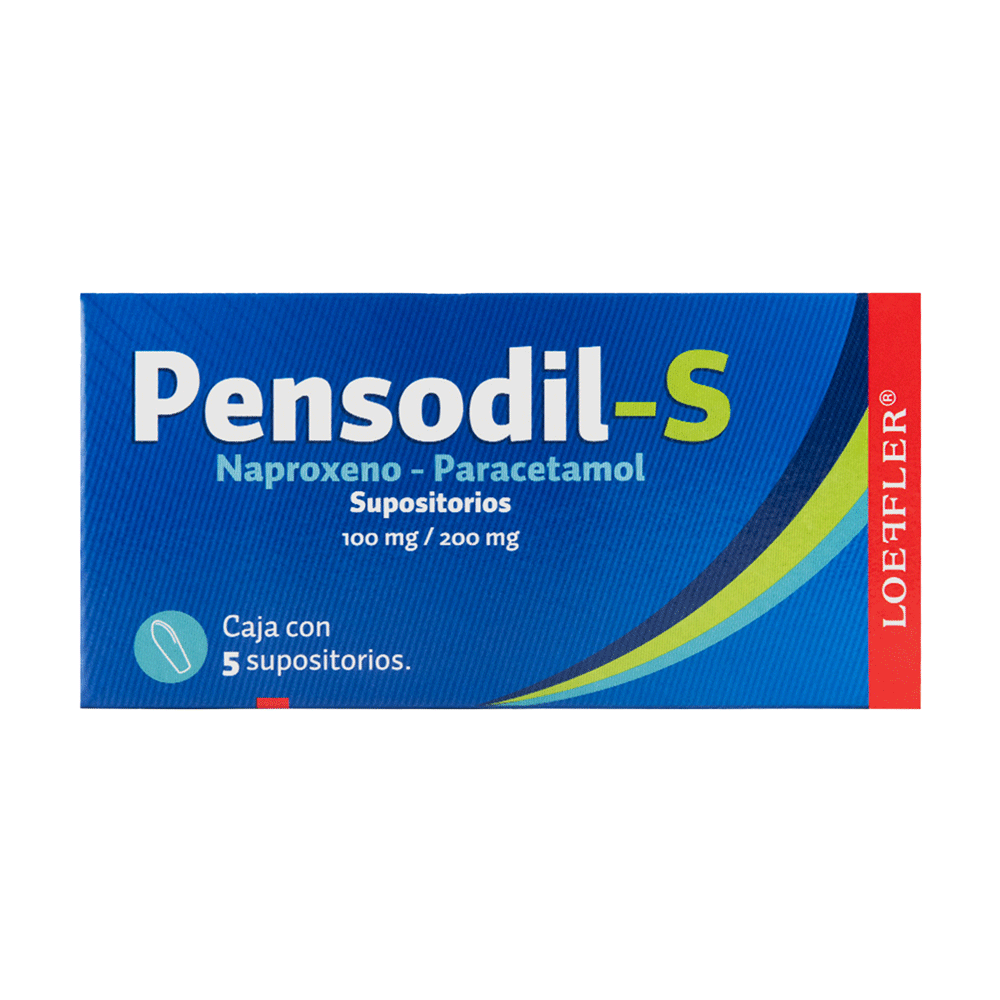 Pensodil-S
Naproxeno - Paracetamol
Supositorios
100 mg / 200 mg
Caja con
5 supositorios.
LOEFFLER®